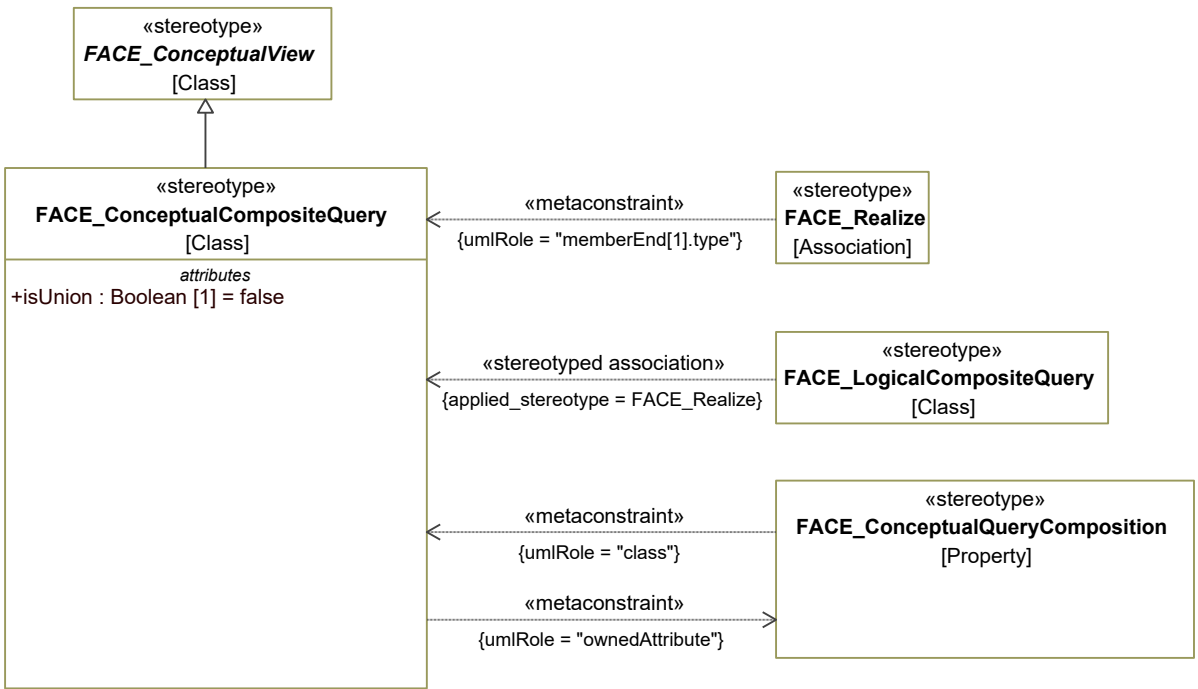 «stereotype»
FACE_ConceptualView
[Class]
«stereotype»
FACE_ConceptualCompositeQuery
[Class]
attributes
+isUnion : Boolean [1] = false
«metaconstraint»
{umlRole = "memberEnd[1].type"}
«stereotype»
FACE_Realize
[Association]
«stereotyped association»
{applied_stereotype = FACE_Realize}
«stereotype»
FACE_LogicalCompositeQuery
[Class]
«metaconstraint»
{umlRole = "class"}
«stereotype»
FACE_ConceptualQueryComposition
[Property]
«metaconstraint»
{umlRole = "ownedAttribute"}